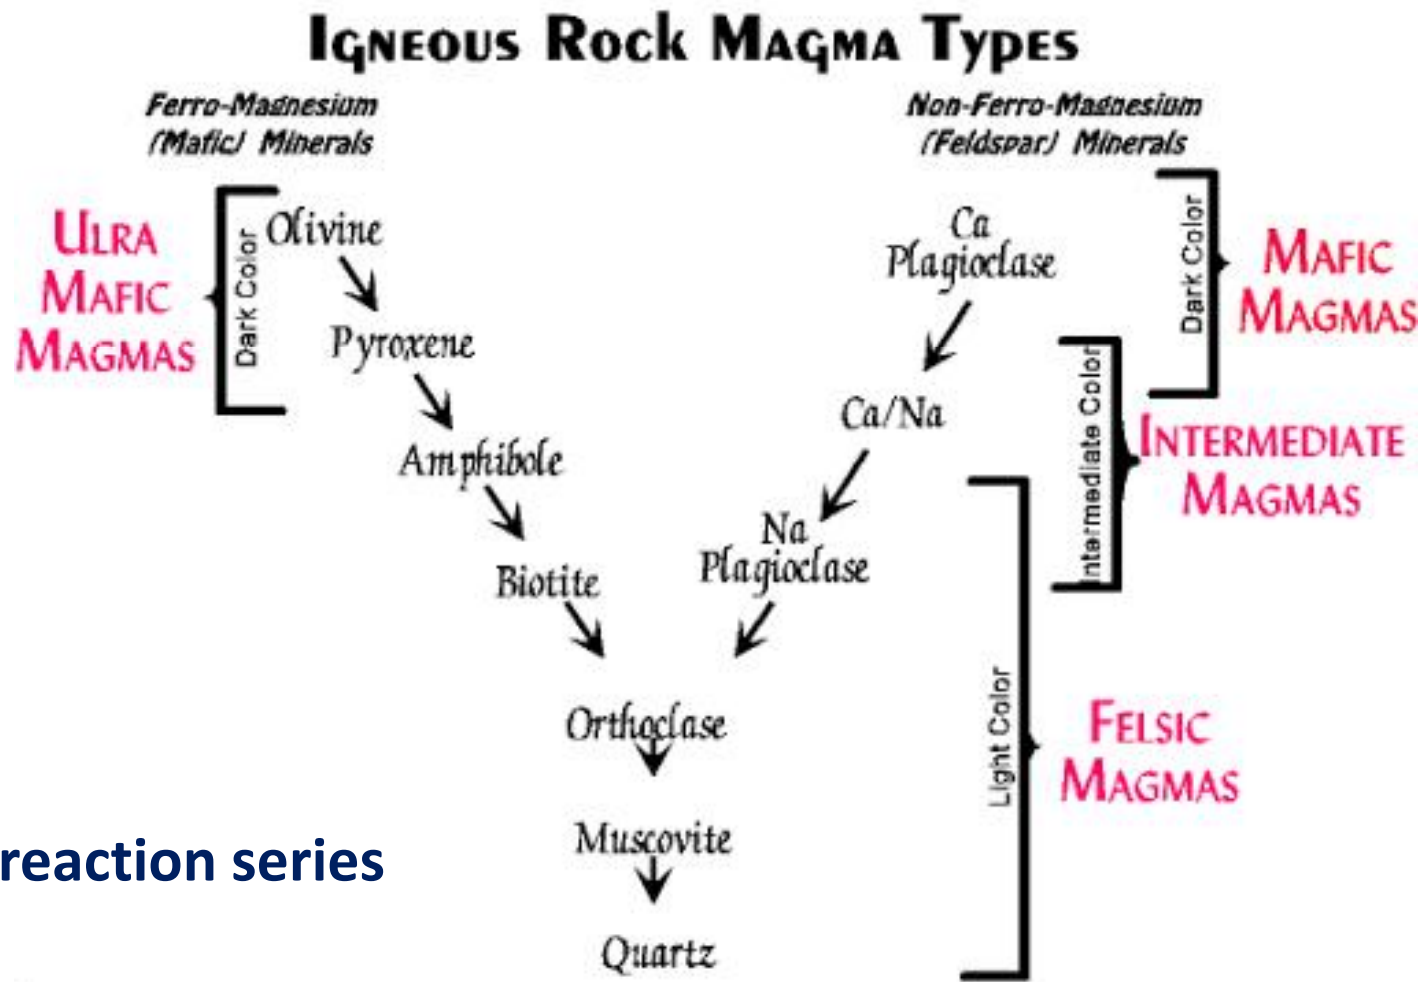 IGNEOUS ROCK MAGMA TYPES
Ferro-Magnesium
(Mafic) Minerals
Non-Ferro-Magnesium
(Feldspar) Minerals
ULRA
MAFIC
MAGMAS
Dark Color
Olivine
Pyroxene
Amphibole
Biotite
Ca
Plagioclase
Ca/Na
Na
Plagioclase
Orthoclase
Muscovite
Quartz
Dark Color
MAFIC
MAGMAS
Intermediate Color
INTERMEDIATE
MAGMAS
Light Color
FELSIC
MAGMAS
reaction series